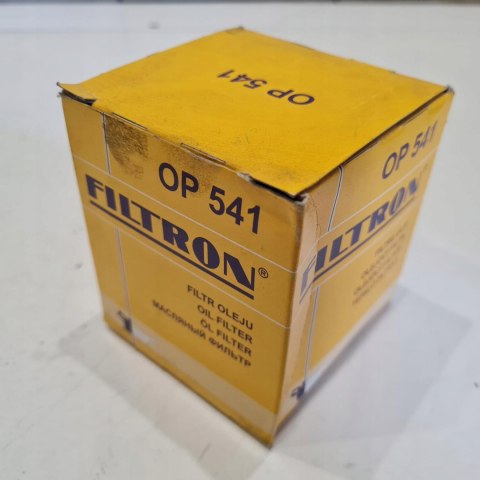 OP 541
OP 541
FILTRON®
FILTR OLEJU
OIL FILTER
ÖL FILTER
МАСЛЯНЫЙ ФИЛЬТР
OP 541
FILTRON